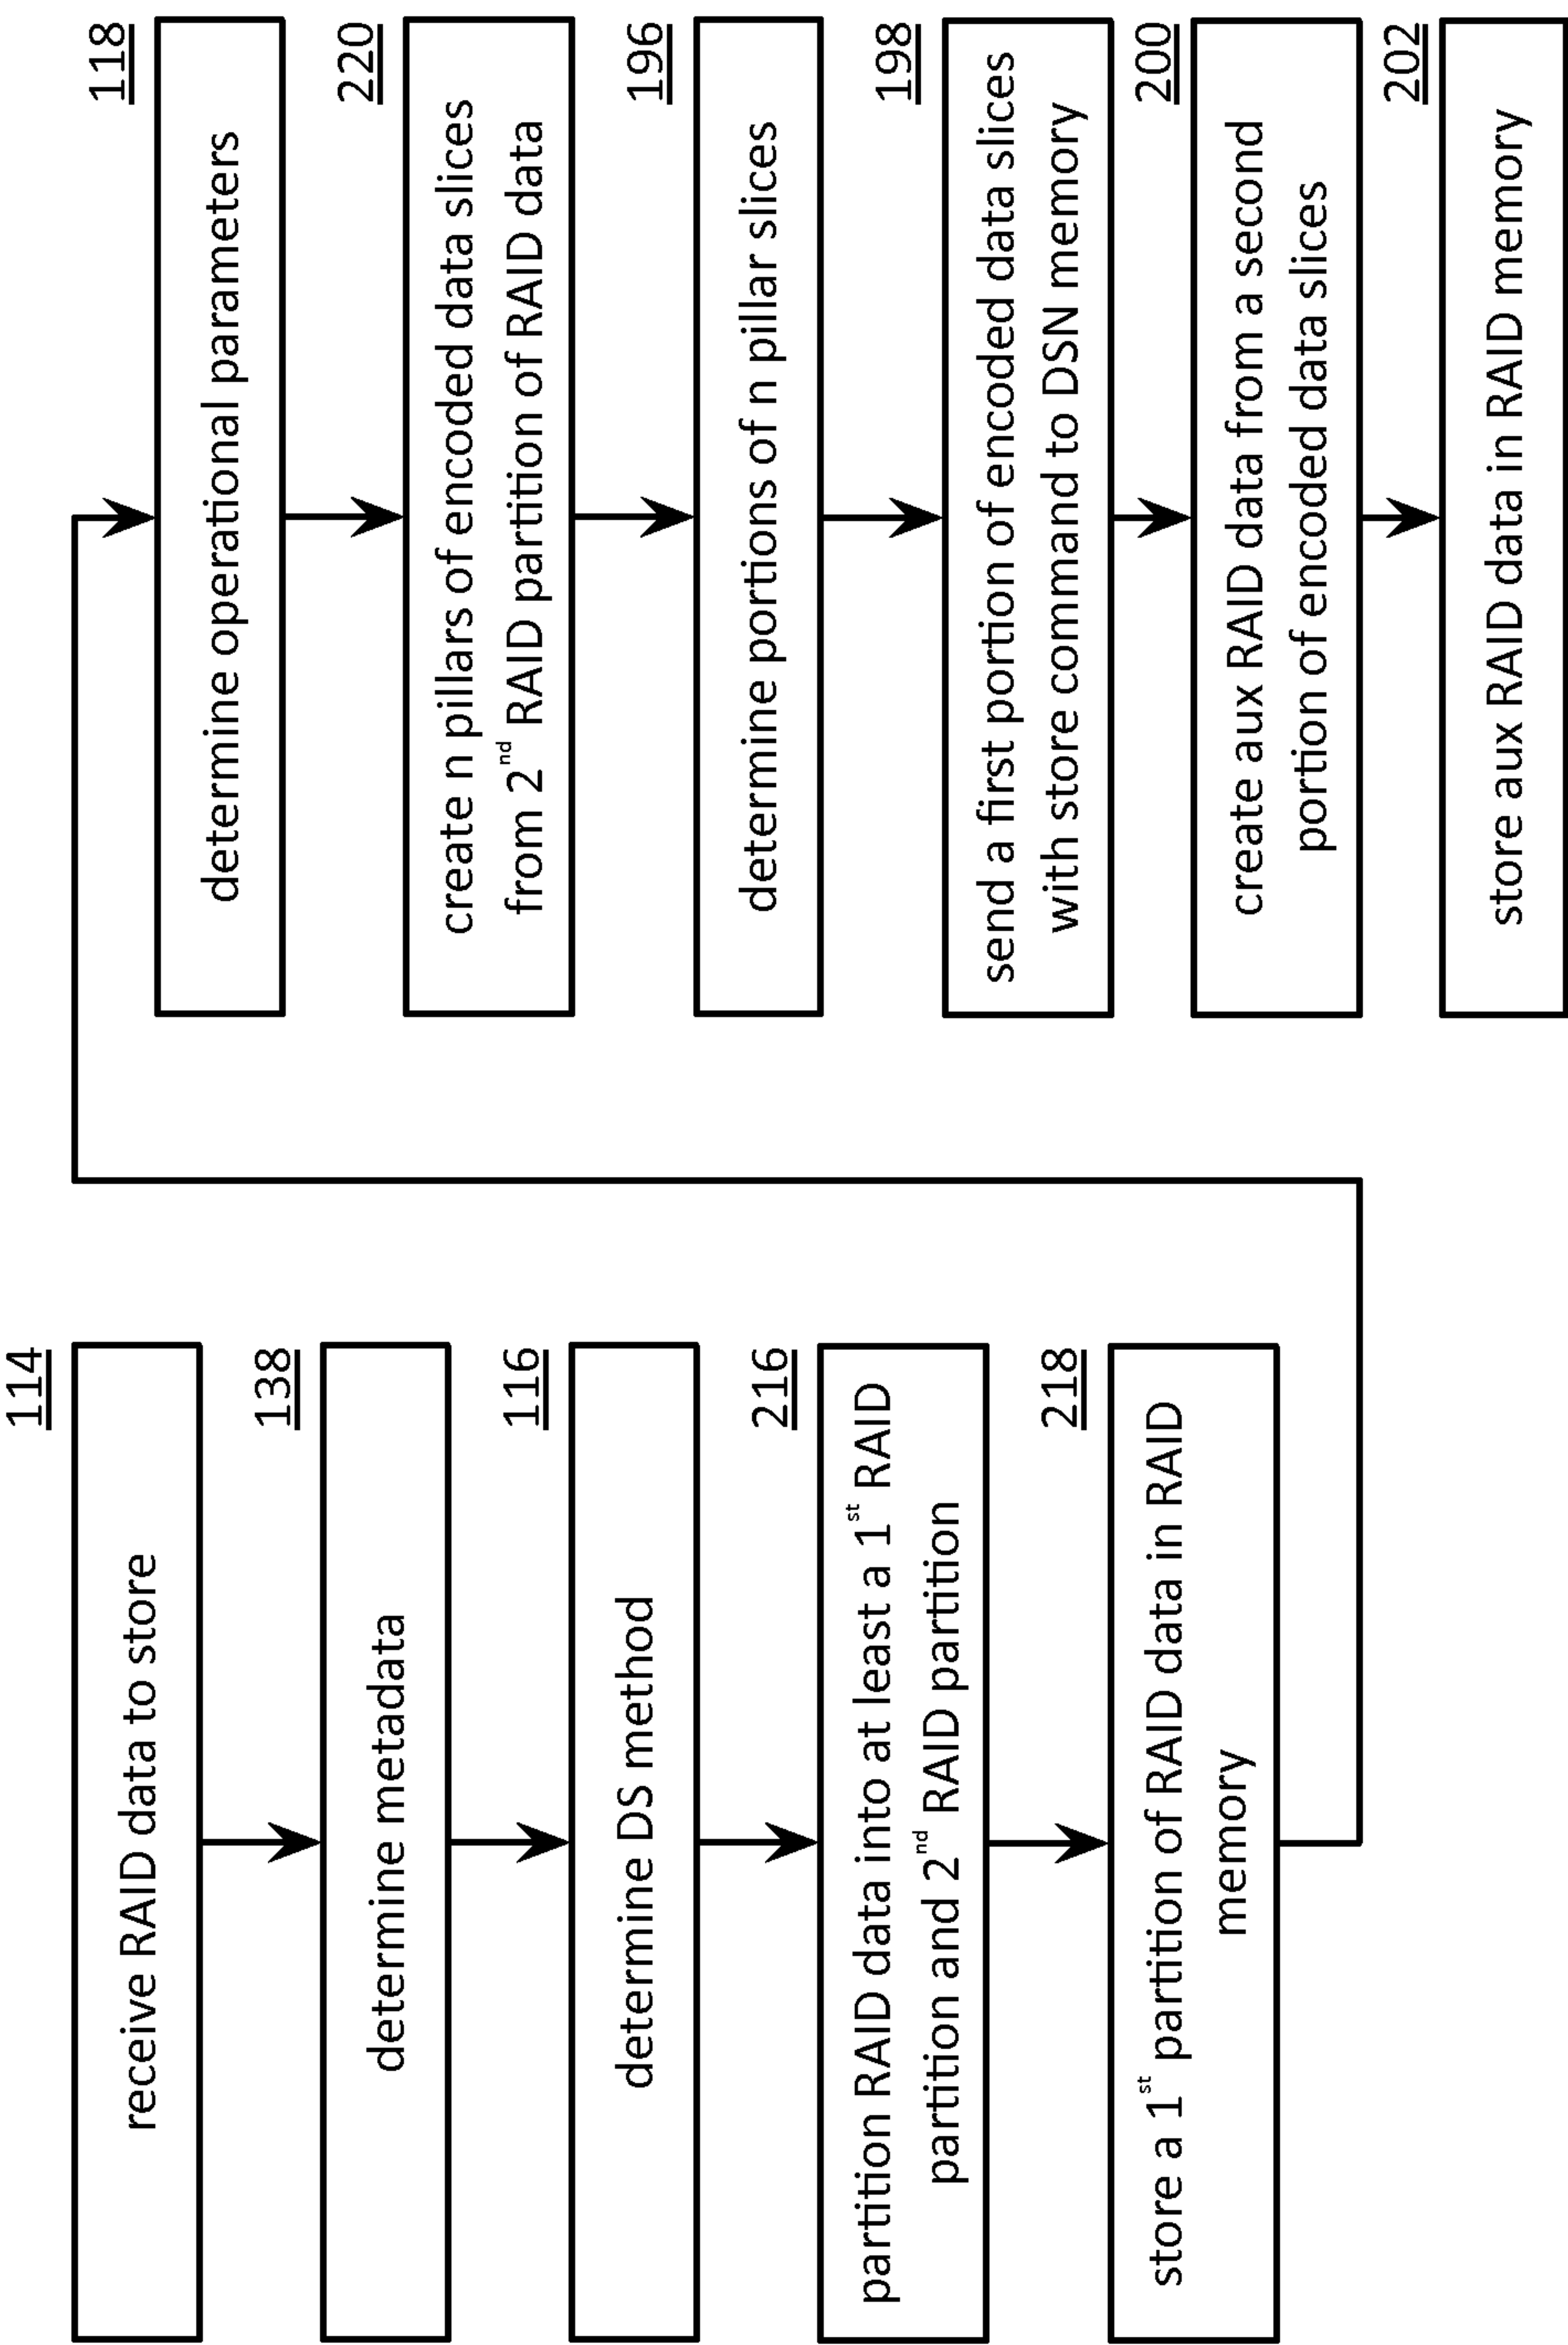 114
receive RAID data to store
138
determine metadata
116
determine DS method
216
partition RAID data into at least a 1st RAID
partition and 2nd RAID partition
218
store a 1st partition of RAID data in RAID
memory
118
determine operational parameters
220
create n pillars of encoded data slices
from 2nd RAID partition of RAID data
196
determine portions of n pillar slices
198
send a first portion of encoded data slices
with store command to DSN memory
200
create aux RAID data from a second
portion of encoded data slices
202
store aux RAID data in RAID memory